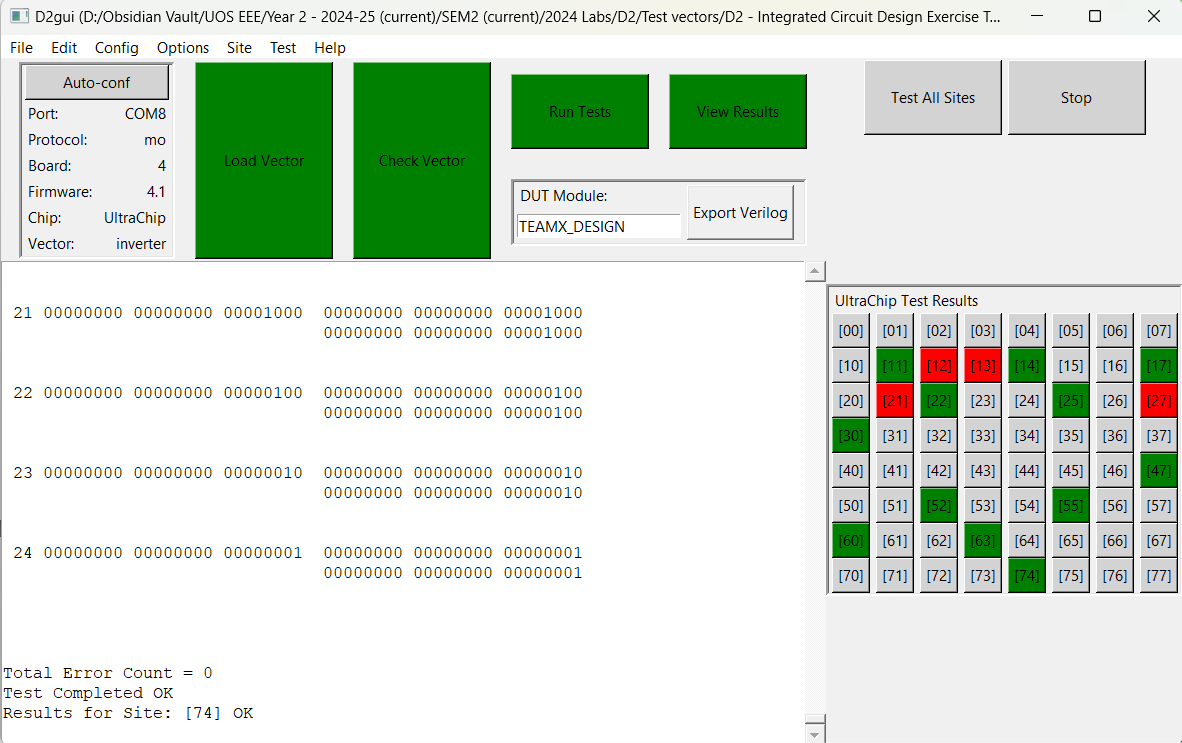 D2gui (D:/Obsidian Vault/UOS EEE/Year 2 - 2024-25 (current)/SEM2 (current)/2024 Labs/D2/Test vectors/D2 - Integrated Circuit Design Exercise T...
File Edit Config Options Site Test Help
Auto-conf
Port: COM8
Protocol: mo
Board: 4
Firmware: 4.1
Chip: UltraChip
Vector: inverter
Load Vector
Check Vector
Run Tests
View Results
DUT Module:
TEAMX_DESIGN
Export Verilog
Test All Sites
Stop
21 00000000 00000000 00001000 00000000 00000000 00001000
00000000 00000000 00001000
22 00000000 00000000 00000100 00000000 00000000 00000100
00000000 00000000 00000100
23 00000000 00000000 00000010 00000000 00000000 00000010
00000000 00000000 00000010
24 00000000 00000000 00000001 00000000 00000000 00000001
00000000 00000000 00000001
Total Error Count = 0
Test Completed OK
Results for Site: [74] OK
UltraChip Test Results
[00] [01] [02] [03] [04] [05] [06] [07]
[10] [11] [12] [13] [14] [15] [16] [17]
[20] [21] [22] [23] [24] [25] [26] [27]
[30] [31] [32] [33] [34] [35] [36] [37]
[40] [41] [42] [43] [44] [45] [46] [47]
[50] [51] [52] [53] [54] [55] [56] [57]
[60] [61] [62] [63] [64] [65] [66] [67]
[70] [71] [72] [73] [74] [75] [76] [77]